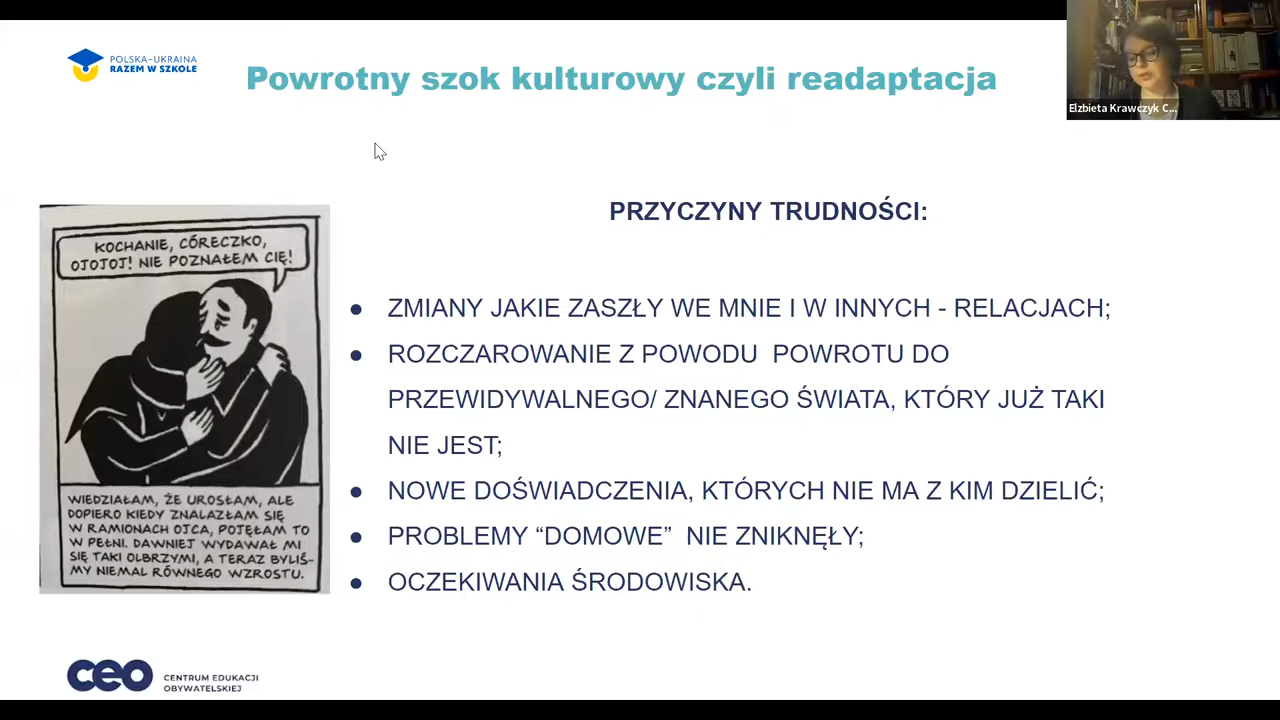 POLSKA-UKRAINA
RAZEM W SZKOLE
Powrotny szok kulturowy czyli readaptacja
Elzbieta Krawczyk C...
PRZYCZYNY TRUDNOŚCI:
KOCHANIE, CÓRECZKO,
OJOJOJ! NIE POZNAŁEM CIĘ!
WIEDZIAŁAM, ŻE UROSŁAM, ALE
DOPIERO KIEDY ZNALAZŁAM SIĘ
W RAMIONACH OJCA, POJĘŁAM TO
W PEŁNI. DAWNIEJ WYDAWAŁ MI
SIĘ TAKI OLBRZYMI, A TERAZ BYLIŚ-
MY NIEMAL RÓWNEGO WZROSTU.
● ZMIANY JAKIE ZASZŁY WE MNIE I W INNYCH - RELACJACH;
● ROZCZAROWANIE Z POWODU POWROTU DO
PRZEWIDYWALNEGO/ ZNANEGO ŚWIATA, KTÓRY JUŻ TAKI
NIE JEST;
● NOWE DOŚWIADCZENIA, KTÓRYCH NIE MA Z KIM DZIELIĆ;
● PROBLEMY “DOMOWE” NIE ZNIKNĘŁY;
● OCZEKIWANIA ŚRODOWISKA.
ceo
CENTRUM EDUKACJI
OBYWATELSKIEJ